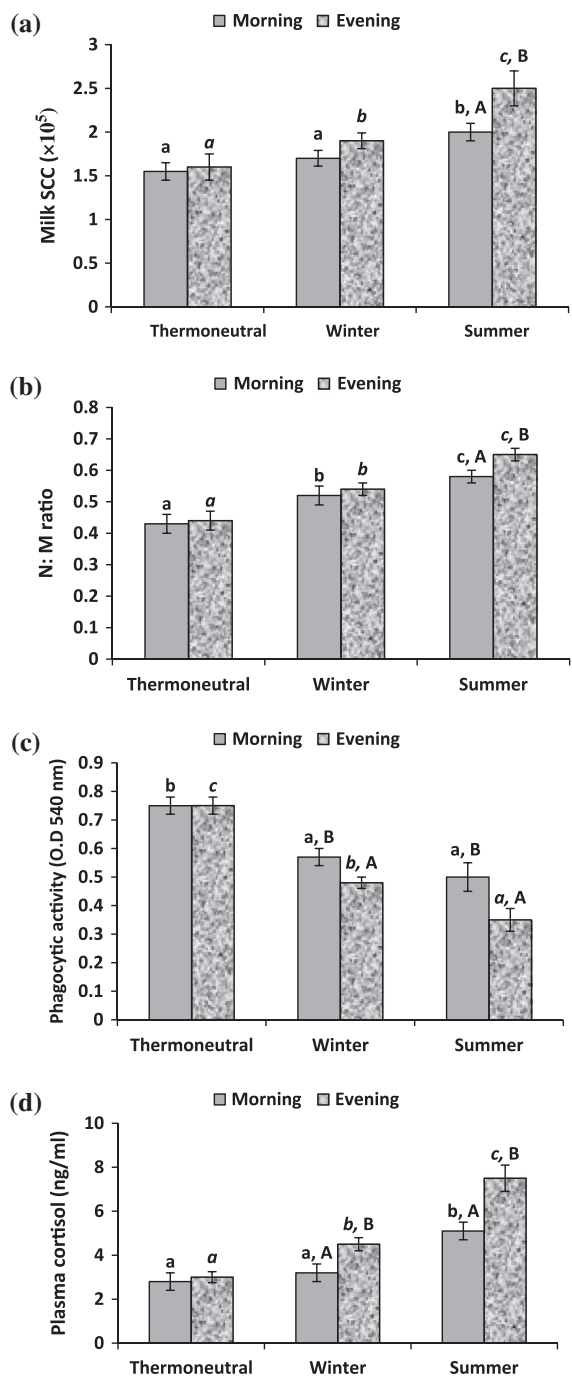 (a)
Morning Evening
3
2.5
2
1.5
1
0.5
0
Milk SCC (×10⁵)
a a a b b, A c, B
Thermoneutral Winter Summer
(b)
Morning Evening
0.8
0.7
0.6
0.5
0.4
0.3
0.2
0.1
0
N: M ratio
a a b b c, A c, B
Thermoneutral Winter Summer
(c)
Morning Evening
0.9
0.8
0.7
0.6
0.5
0.4
0.3
0.2
0.1
0
Phagocytic activity (O.D 540 nm)
b c a, B b, A a, B a, A
Thermoneutral Winter Summer
(d)
Morning Evening
10
8
6
4
2
0
Plasma cortisol (ng/ml)
a a a, A b, B b, A c, B
Thermoneutral Winter Summer